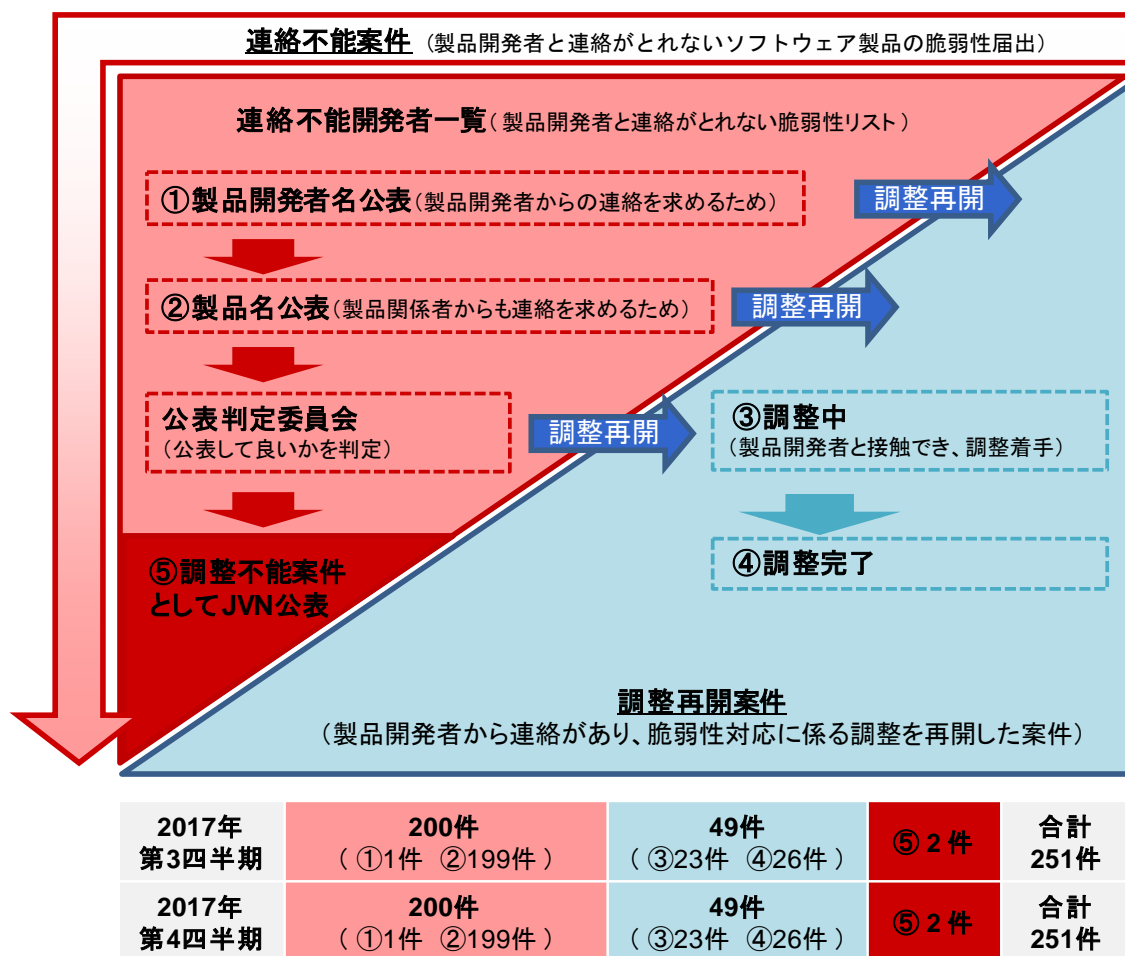 連絡不能案件（製品開発者と連絡がとれないソフトウェア製品の脆弱性届出）
連絡不能開発者一覧（製品開発者と連絡がとれない脆弱性リスト）
①製品開発者名公表（製品開発者からの連絡を求めるため）
調整再開
②製品名公表（製品関係者からも連絡を求めるため）
調整再開
公表判定委員会
（公表して良いかを判定）
調整再開
③調整中
（製品開発者と接触でき、調整着手）
④調整完了
⑤調整不能案件
としてJVN公表
調整再開案件
（製品開発者から連絡があり、脆弱性対応に係る調整を再開した案件）
2017年
第3四半期
200件
（①1件 ②199件）
49件
（③23件 ④26件）
⑤2件
合計
251件
2017年
第4四半期
200件
（①1件 ②199件）
49件
（③23件 ④26件）
⑤2件
合計
251件